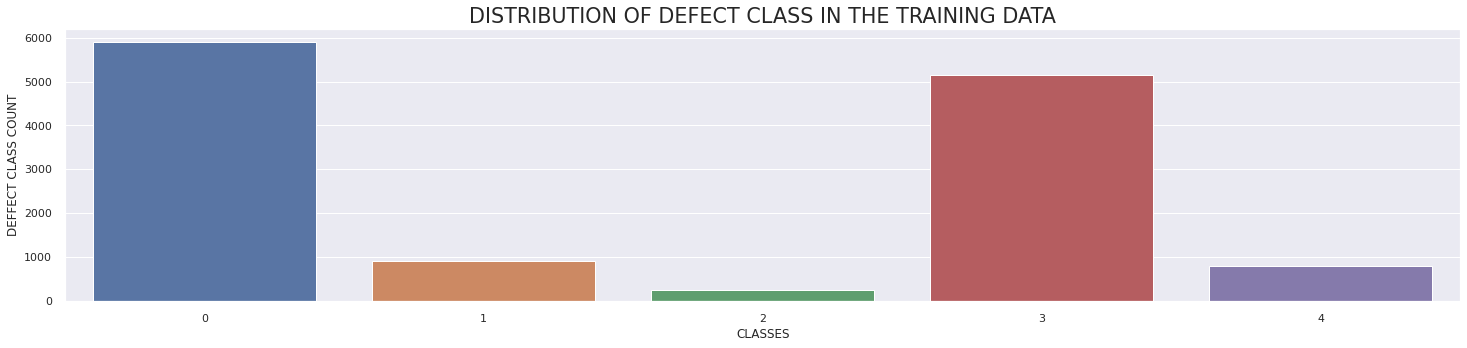 DISTRIBUTION OF DEFECT CLASS IN THE TRAINING DATA
6000
5000
4000
3000
2000
1000
0
DEFFECT CLASS COUNT
0 1 2 3 4
CLASSES